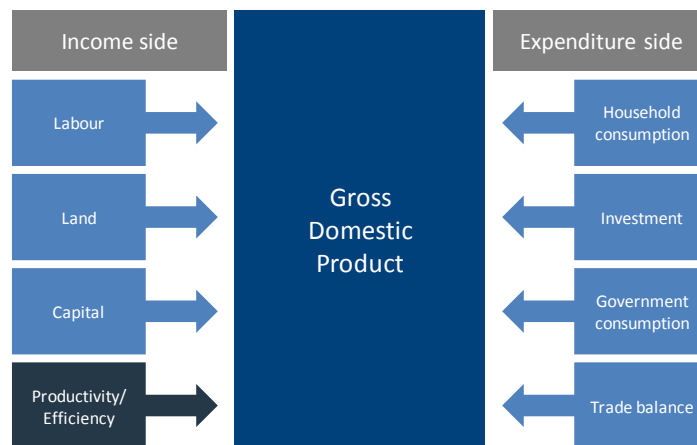 Income side
Expenditure side
Labour
Land
Capital
Productivity/
Efficiency
Gross
Domestic
Product
Household
consumption
Investment
Government
consumption
Trade balance